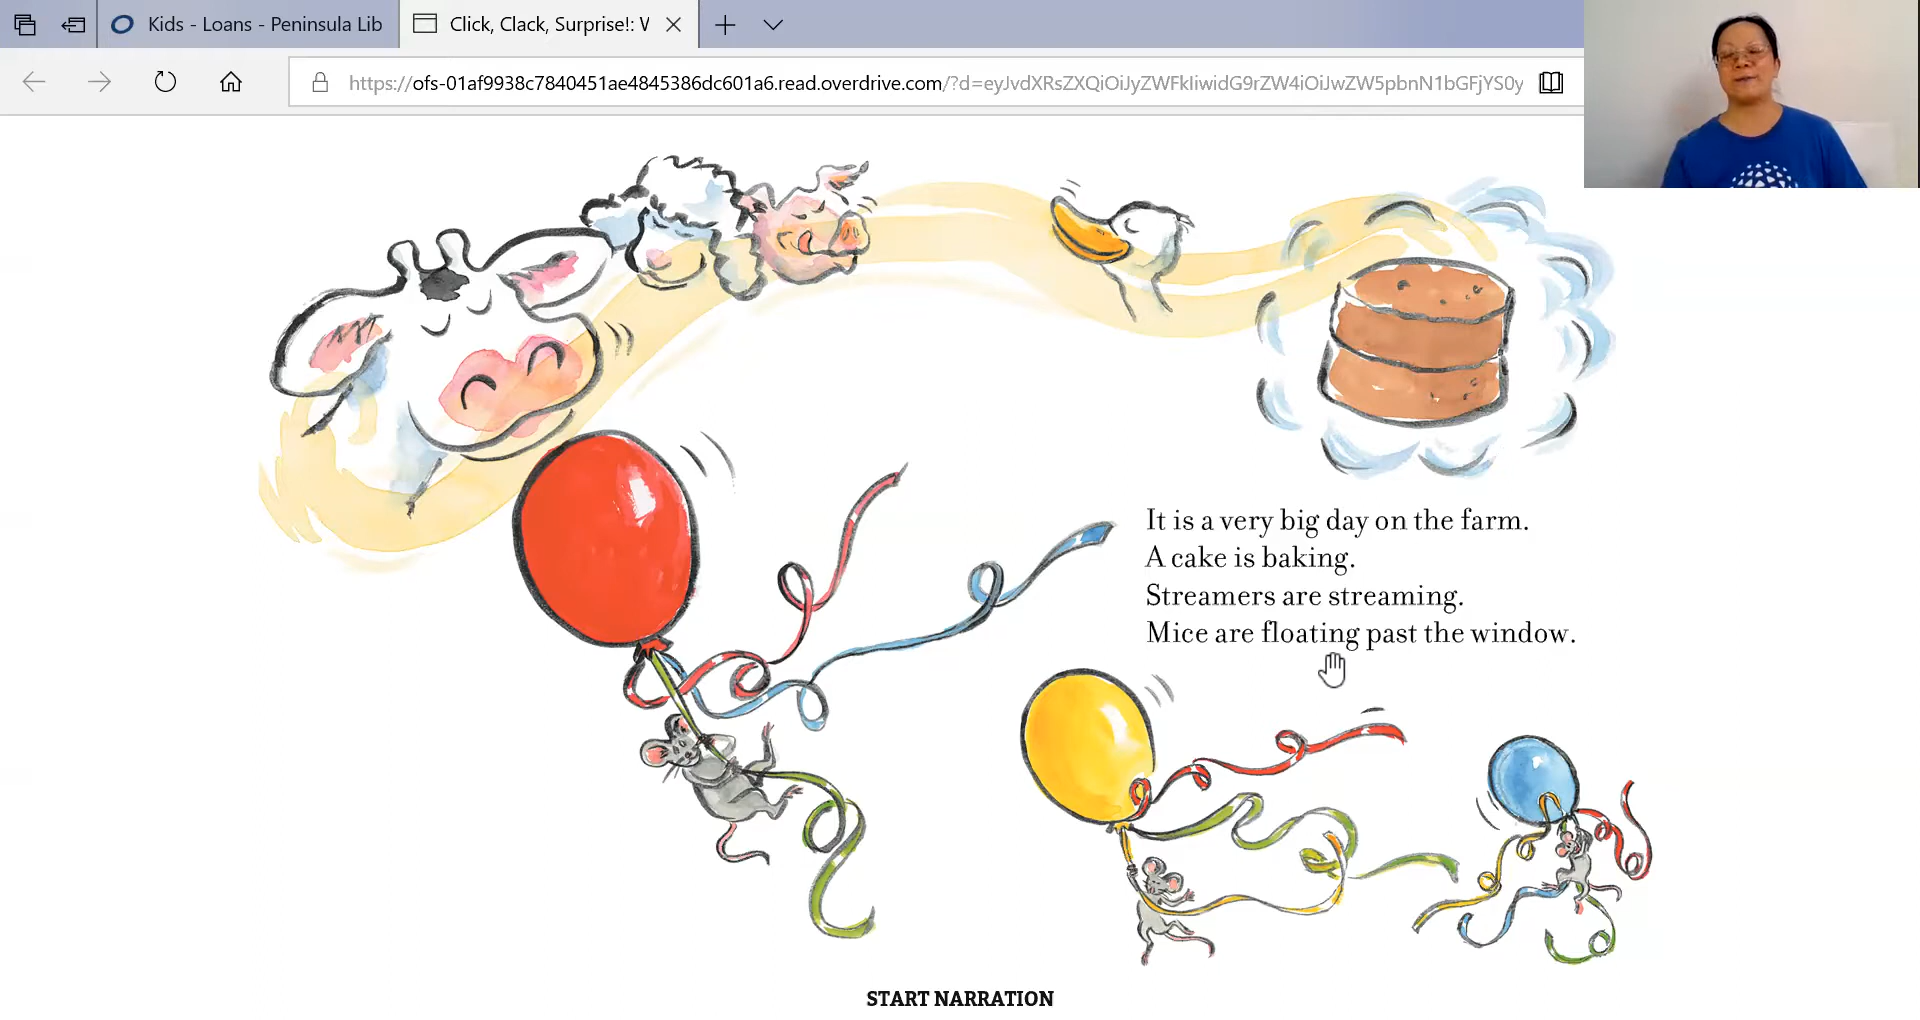 Kids - Loans - Peninsula Lib
Click, Clack, Surprise!: V
https://ofs-01af9938c7840451ae4845386dc601a6.read.overdrive.com/?d=eyJvdXRsZXQiOiJyZWFkIiwidG9rZW4iOiJwZW5pbnN1bGFjYS0y
It is a very big day on the farm.
A cake is baking.
Streamers are streaming.
Mice are floating past the window.
START NARRATION